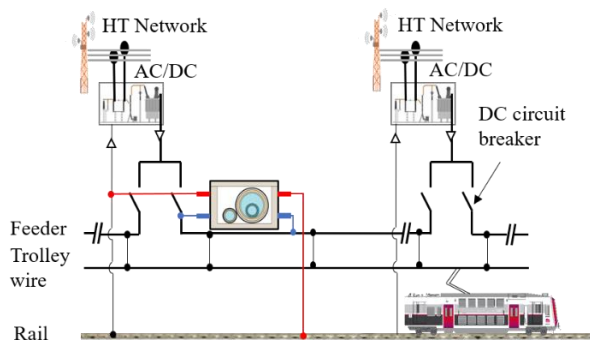 HT Network
HT Network
AC/DC
AC/DC
DC circuit
breaker
Feeder
Trolley
wire
Rail